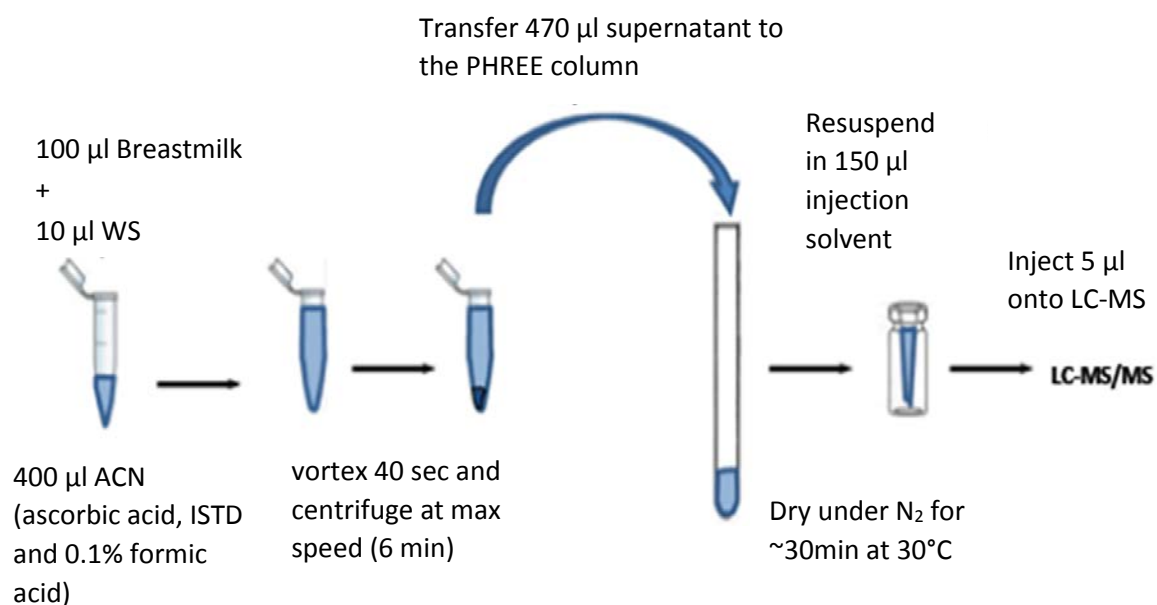 Transfer 470 µl supernatant to
the PHREE column
100 µl Breastmilk
+
10 µl WS
400 µl ACN
(ascorbic acid, ISTD
and 0.1% formic
acid)
vortex 40 sec and
centrifuge at max
speed (6 min)
Resuspend
in 150 µl
injection
solvent
Dry under N₂ for
~30min at 30°C
Inject 5 µl
onto LC-MS
LC-MS/MS